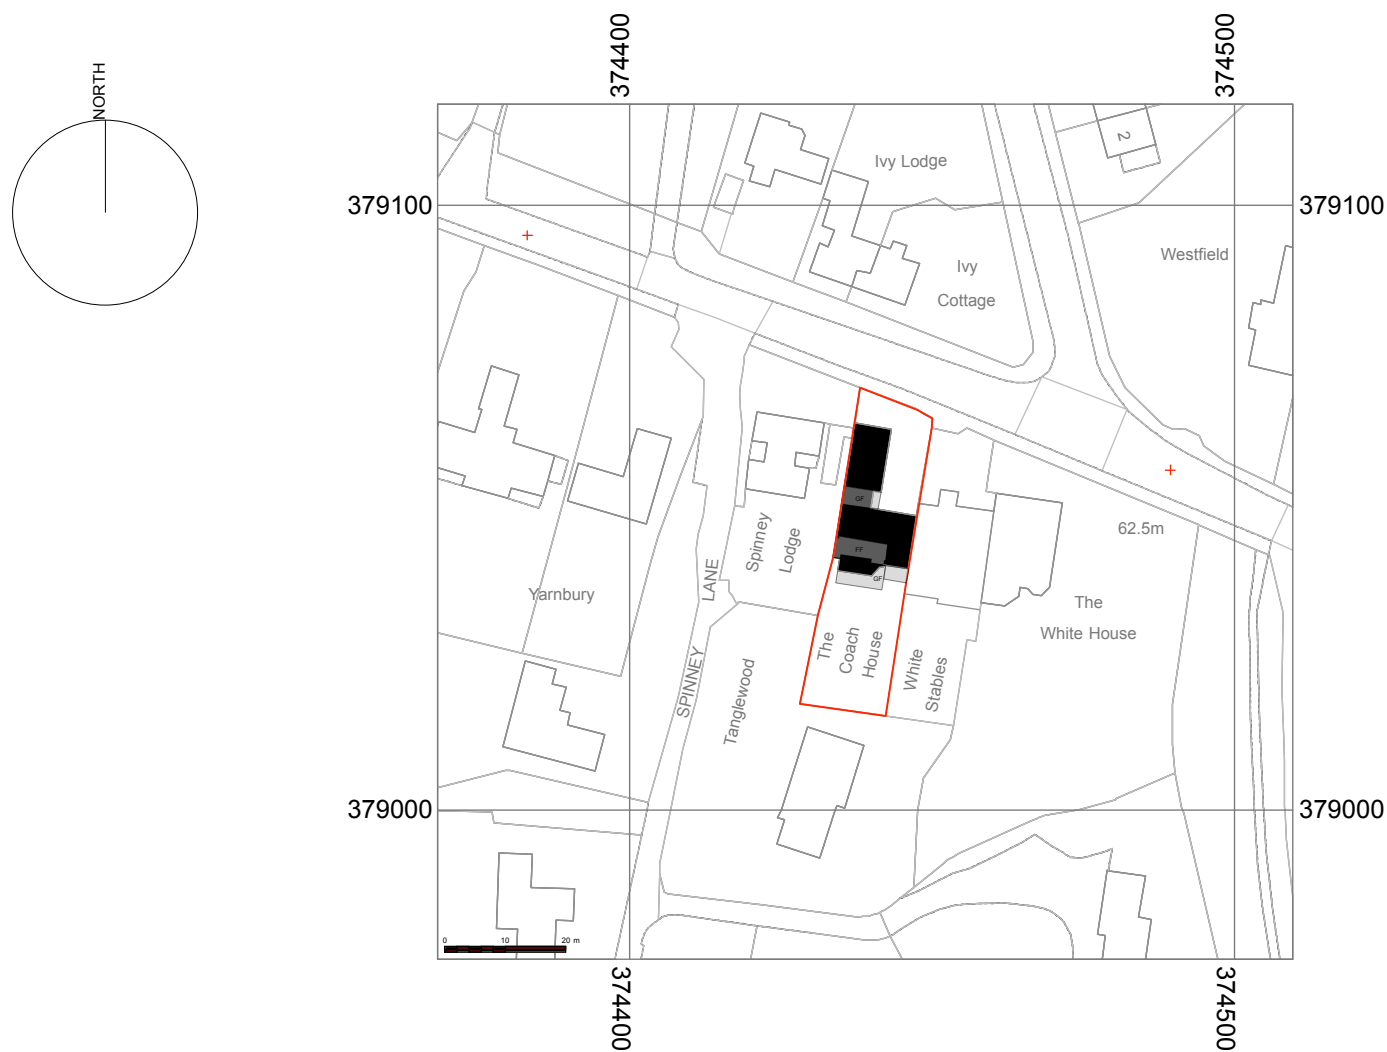 NORTH
374400
374500
379100
379100
2
Ivy Lodge
Westfield
Ivy
Cottage
GF
FF
GF
62.5m
Spinney
Lodge
LANE
Yarnbury
The
White House
The
Coach
House
White
Stables
SPINNEY
Tanglewood
379000
379000
0 10 20 m
374400
374500